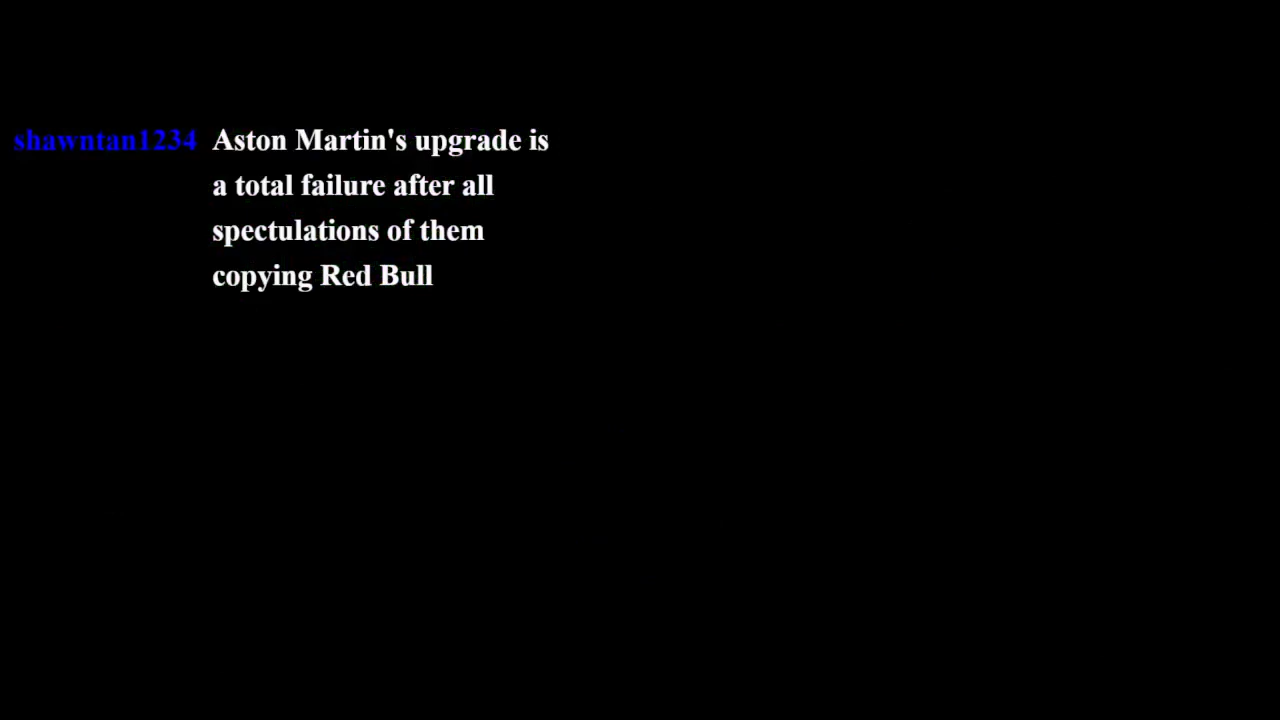 shawntan1234 Aston Martin's upgrade is
a total failure after all
spectulations of them
copying Red Bull